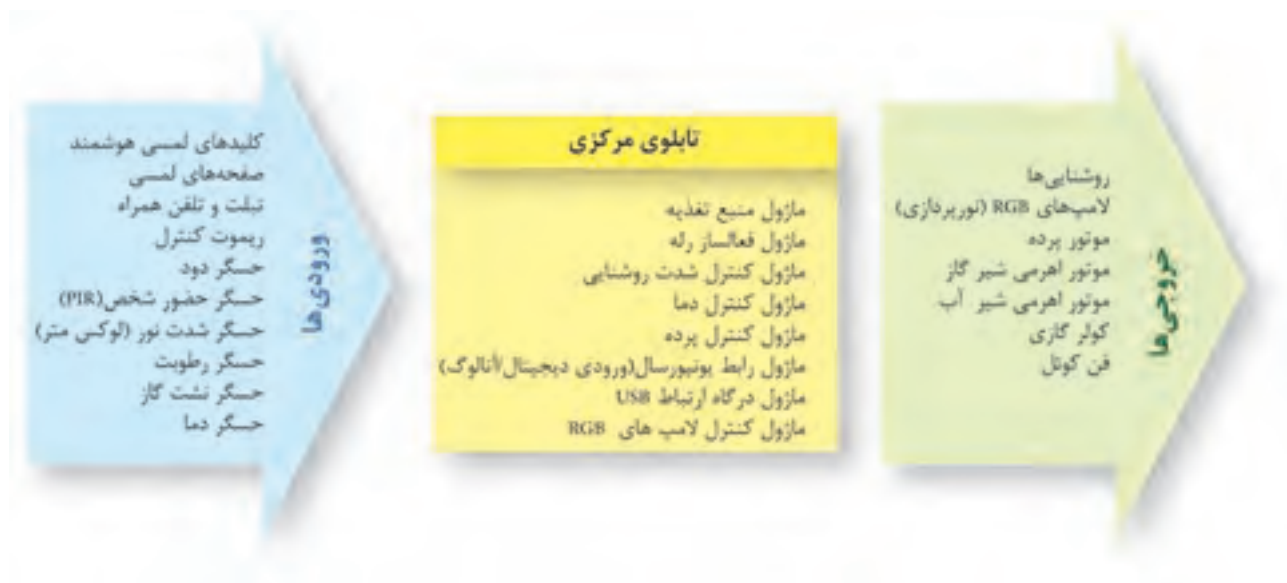 ورودی‌ها
کلیدهای لمسی هوشمند
صفحه‌های لمسی
تبلت و تلفن همراه
ریموت کنترل
حسگر دود
حسگر حضور شخص(PIR)
حسگر شدت نور (لوکس متر)
حسگر رطوبت
حسگر نشت گاز
حسگر دما
تابلوی مرکزی
ماژول منبع تغذیه
ماژول فعالساز رله
ماژول کنترل شدت روشنایی
ماژول کنترل دما
ماژول کنترل پرده
ماژول رابط یونیورسال(ورودی دیجیتال/آنالوگ)
ماژول درگاه ارتباط USB
ماژول کنترل لامپ های RGB
خروجی‌ها
روشنایی‌ها
لامپ‌های RGB (نورپردازی)
موتور پرده
موتور اهرمی شیر گاز
موتور اهرمی شیر آب
کولر گازی
فن کوئل